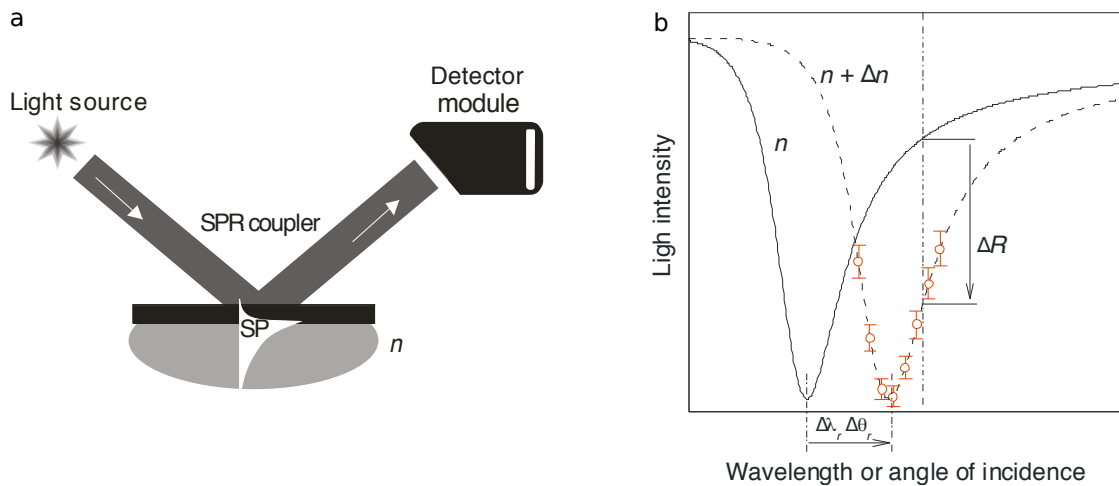 a
Light source
Detector
module
SPR coupler
SP
n
b
n + Δn
n
Ligh intensity
ΔR
Δλr Δθr
Wavelength or angle of incidence